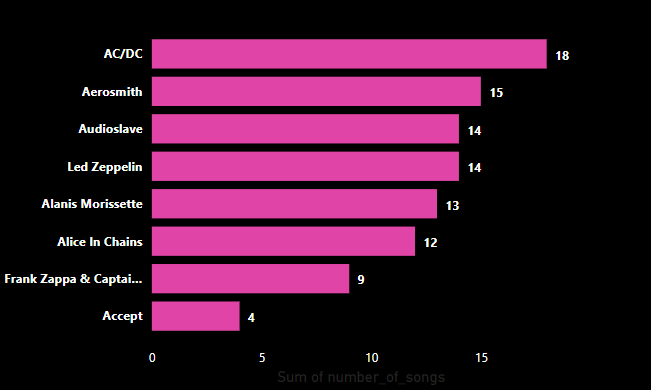 AC/DC 18
Aerosmith 15
Audioslave 14
Led Zeppelin 14
Alanis Morissette 13
Alice In Chains 12
Frank Zappa & Captai... 9
Accept 4
0 5 10 15
Sum of number_of_songs